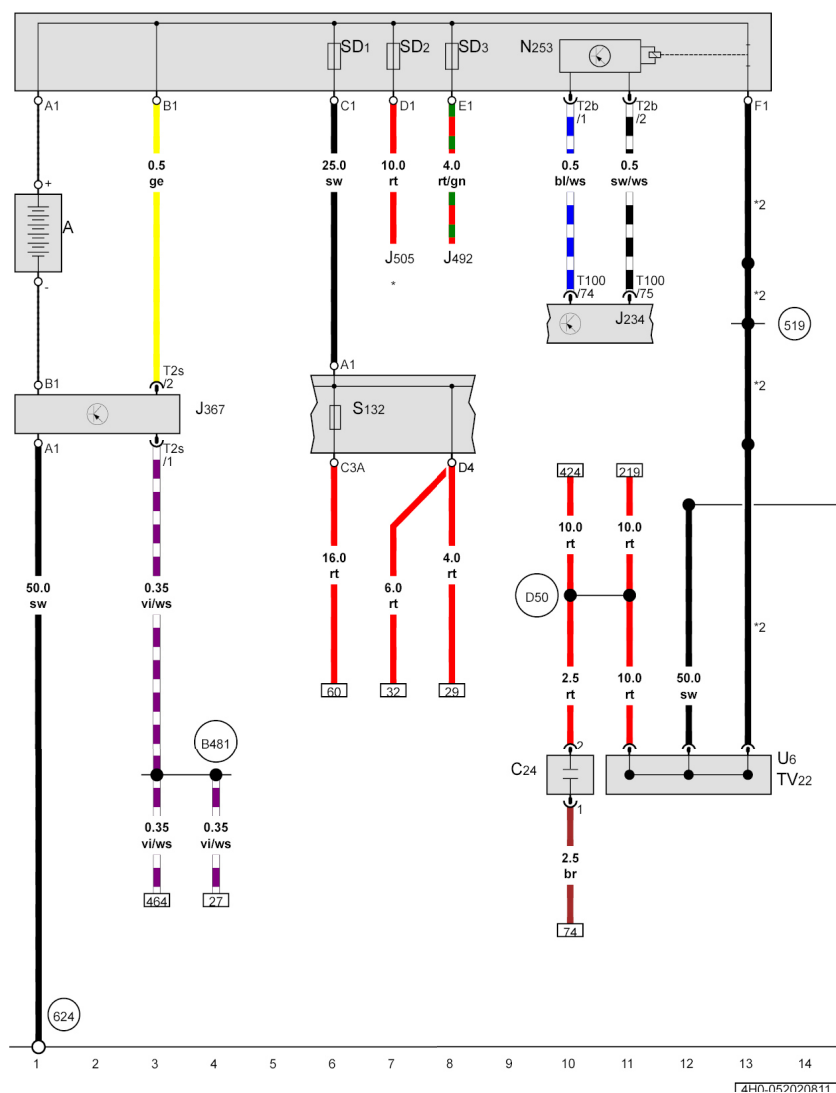 SD1 SD2 SD3 N253
A1 B1 C1 D1 E1 T2b /1 T2b /2 F1
0.5 ge
25.0 sw
10.0 rt
4.0 rt/gn
0.5 bl/ws
0.5 sw/ws
+
A
-
*2
J505
*
J492
T100 /74
T100 /75
*2
J234
519
B1
T2s /2
A1
*2
J367
S132
A1
T2s /1
C3A
D4
424
219
16.0 rt
6.0 rt
4.0 rt
10.0 rt
10.0 rt
50.0 sw
0.35 vi/ws
D50
*2
2.5 rt
10.0 rt
50.0 sw
60
32
29
B481
2
C24
U6
TV22
1
0.35 vi/ws
0.35 vi/ws
2.5 br
464
27
74
624
1 2 3 4 5 6 7 8 9 10 11 12 13 14
4H0-052020811